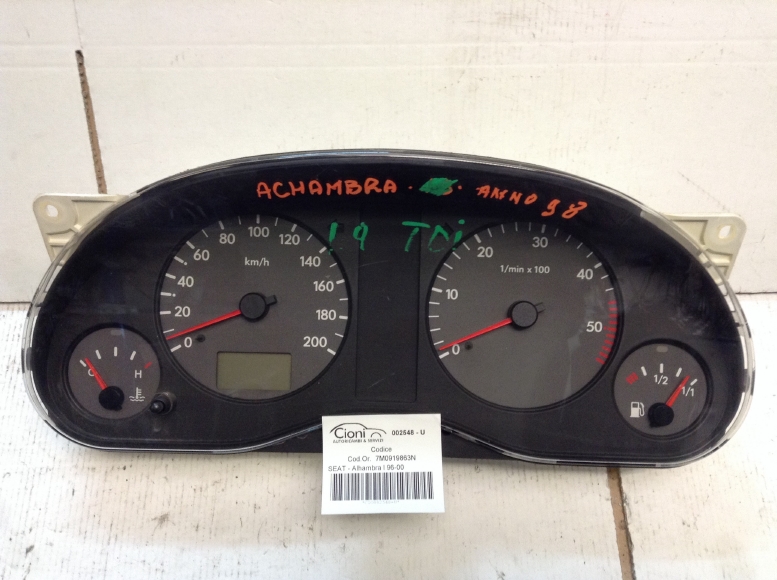 ACHAMBRA . . ANNO 98
1.9 TDi
0 20 40 60 80 100 120 140 160 180 200
km/h
0 10 20 30 40 50
1/min x 100
C H
1/2 1/1
Cioni
AUTORICAMBI & SERVIZI
002548 - U
Codice
Cod.Or. 7M0919863N
SEAT - Alhambra I 96-00